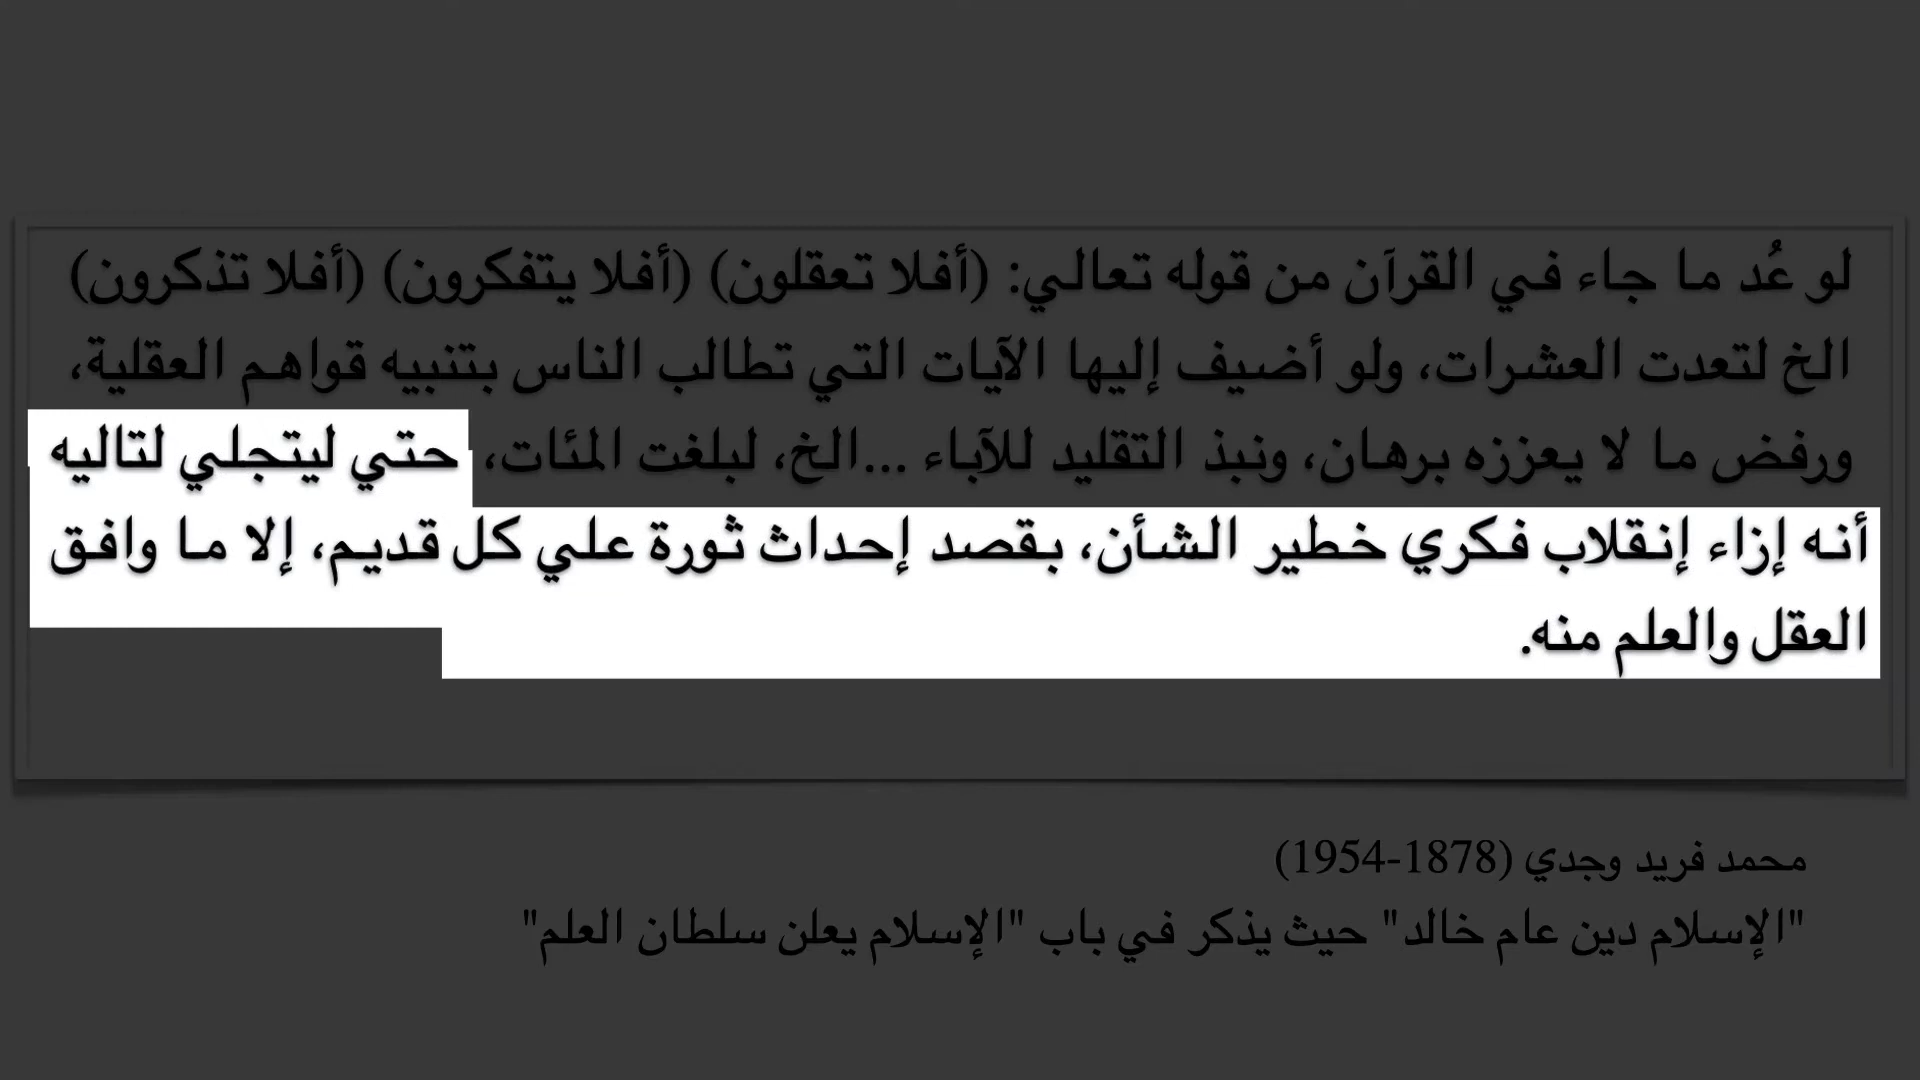 لو عُد ما جاء في القرآن من قوله تعالي: (أفلا تعقلون) (أفلا يتفكرون) (أفلا تذكرون)
الخ لتعدت العشرات، ولو أضيف إليها الآيات التي تطالب الناس بتنبيه قواهم العقلية،
ورفض ما لا يعززه برهان، ونبذ التقليد للآباء ...الخ، لبلغت المئات، حتي ليتجلي لتاليه
أنه إزاء إنقلاب فكري خطير الشأن، بقصد إحداث ثورة علي كل قديم، إلا ما وافق
العقل والعلم منه.
محمد فريد وجدي (1878-1954)
"الإسلام دين عام خالد" حيث يذكر في باب "الإسلام يعلن سلطان العلم"